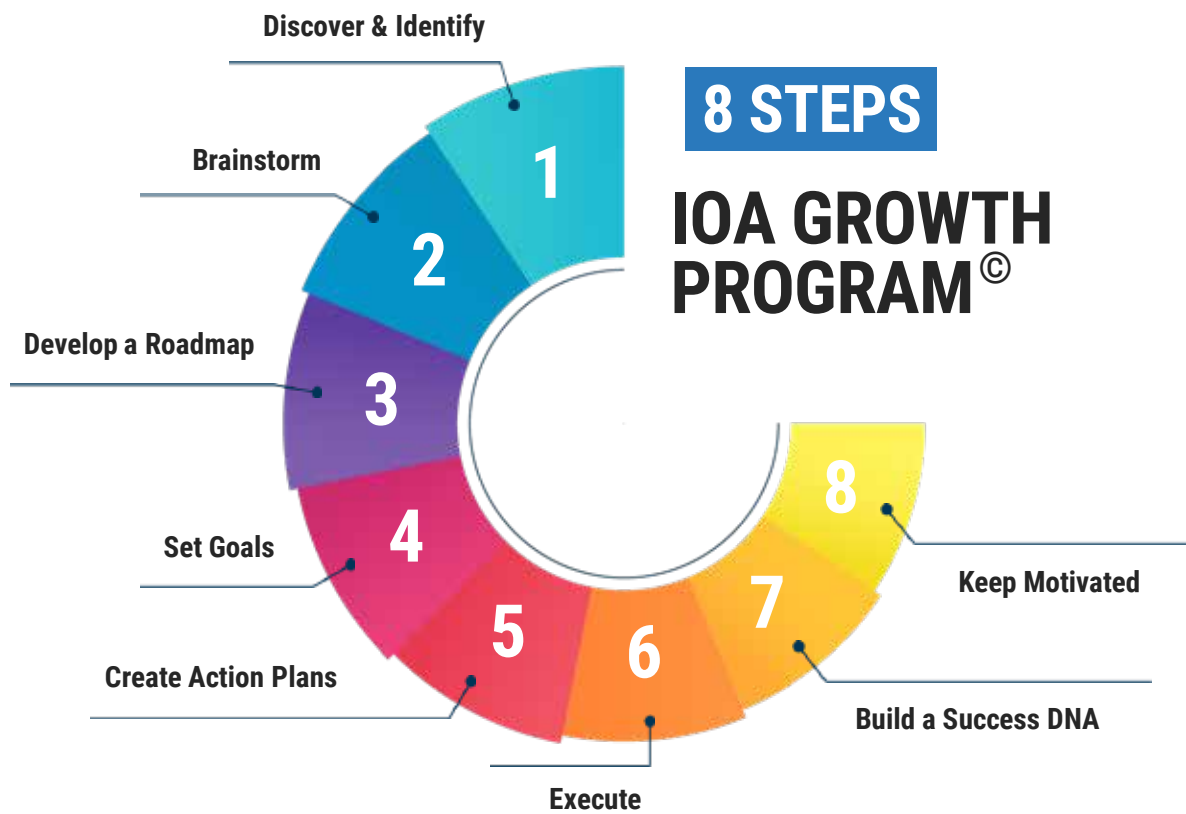 Discover & Identify
8 STEPS
1
IOA GROWTH
PROGRAM©
Brainstorm
2
Develop a Roadmap
3
Set Goals
4
Create Action Plans
5
Execute
6
7
Build a Success DNA
8
Keep Motivated